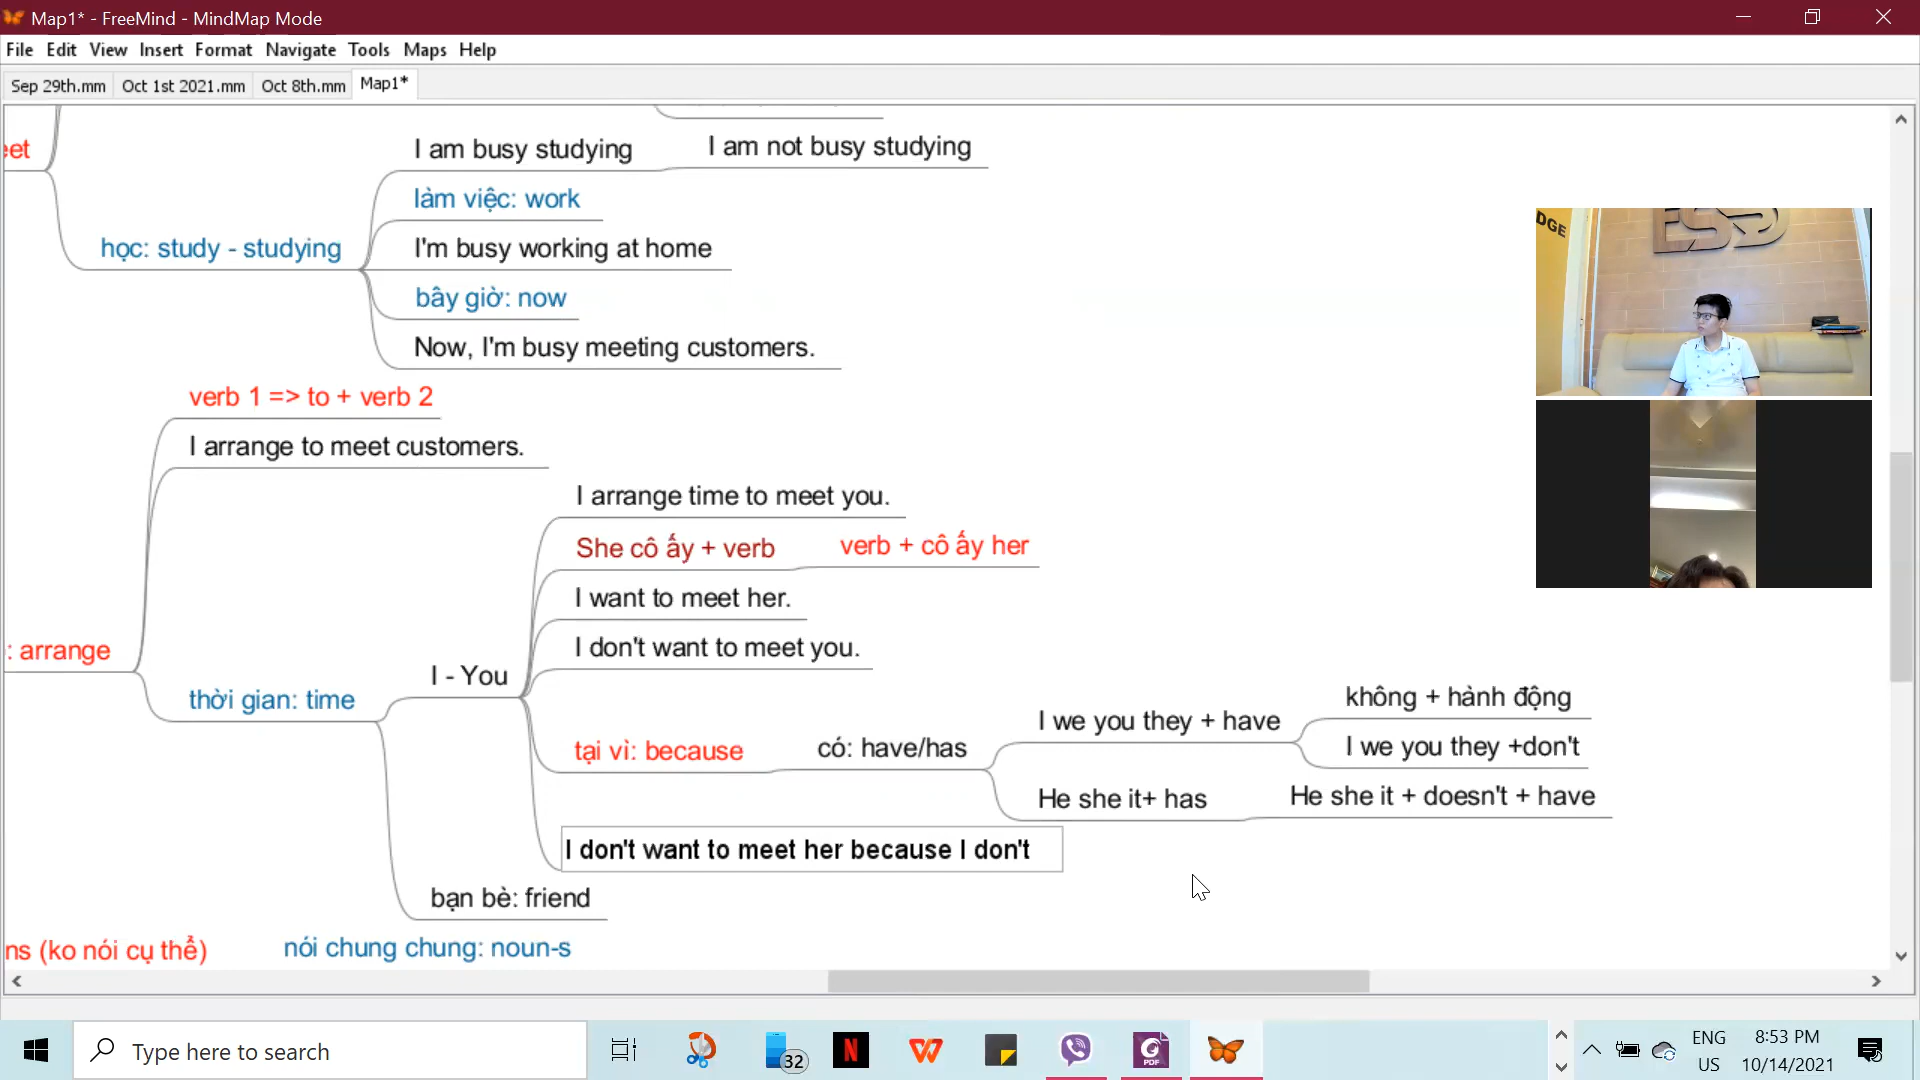 Map1* - FreeMind - MindMap Mode
File Edit View Insert Format Navigate Tools Maps Help
Sep 29th.mm Oct 1st 2021.mm Oct 8th.mm Map1*
eet
I am busy studying
I am not busy studying
làm việc: work
học: study - studying
I'm busy working at home
bây giờ: now
Now, I'm busy meeting customers.
verb 1 => to + verb 2
I arrange to meet customers.
I arrange time to meet you.
She cô ấy + verb
verb + cô ấy her
I want to meet her.
: arrange
I don't want to meet you.
I - You
thời gian: time
tại vì: because
có: have/has
I we you they + have
không + hành động
I we you they +don't
He she it+ has
He she it + doesn't + have
I don't want to meet her because I don't
bạn bè: friend
ns (ko nói cụ thể)
nói chung chung: noun-s
DGE
ESD
Type here to search
32
N
W
PDF
ENG
US
8:53 PM
10/14/2021